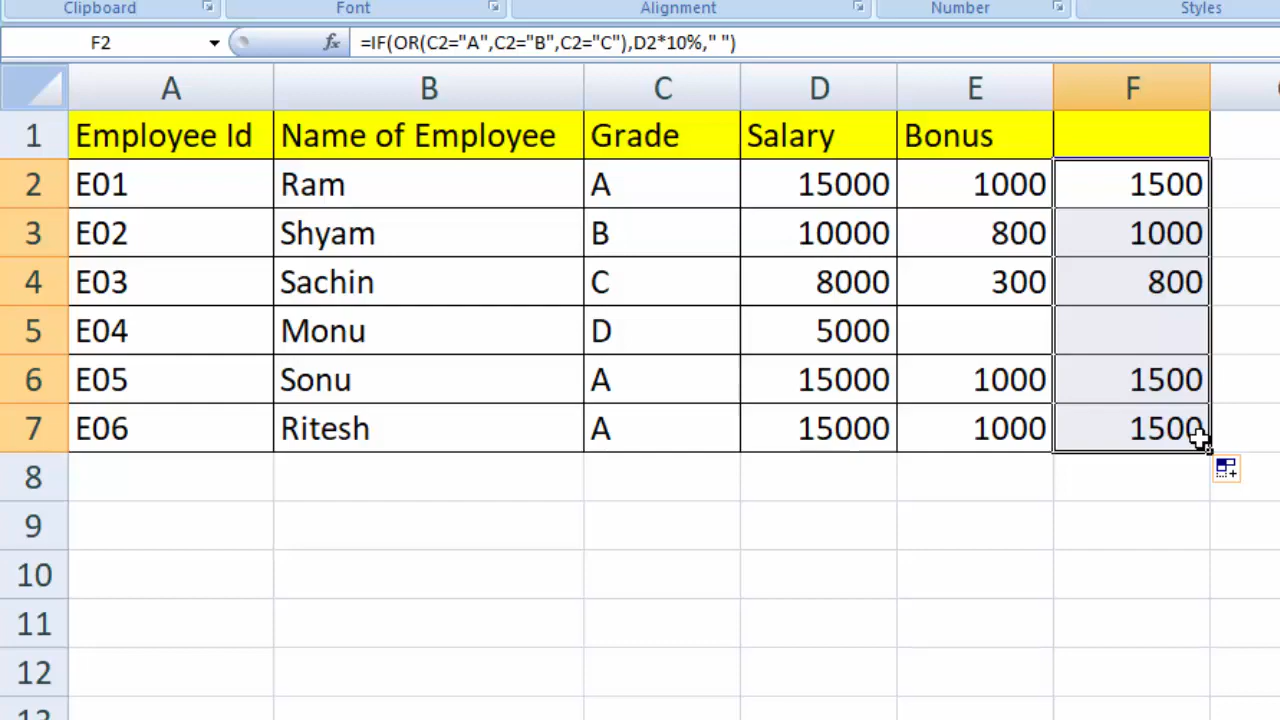 Clipboard Font Alignment Number Styles
F2 fx =IF(OR(C2="A",C2="B",C2="C"),D2*10%," ")
A B C D E F
1 Employee Id Name of Employee Grade Salary Bonus
2 E01 Ram A 15000 1000 1500
3 E02 Shyam B 10000 800 1000
4 E03 Sachin C 8000 300 800
5 E04 Monu D 5000
6 E05 Sonu A 15000 1000 1500
7 E06 Ritesh A 15000 1000 1500
8
9
10
11
12
13